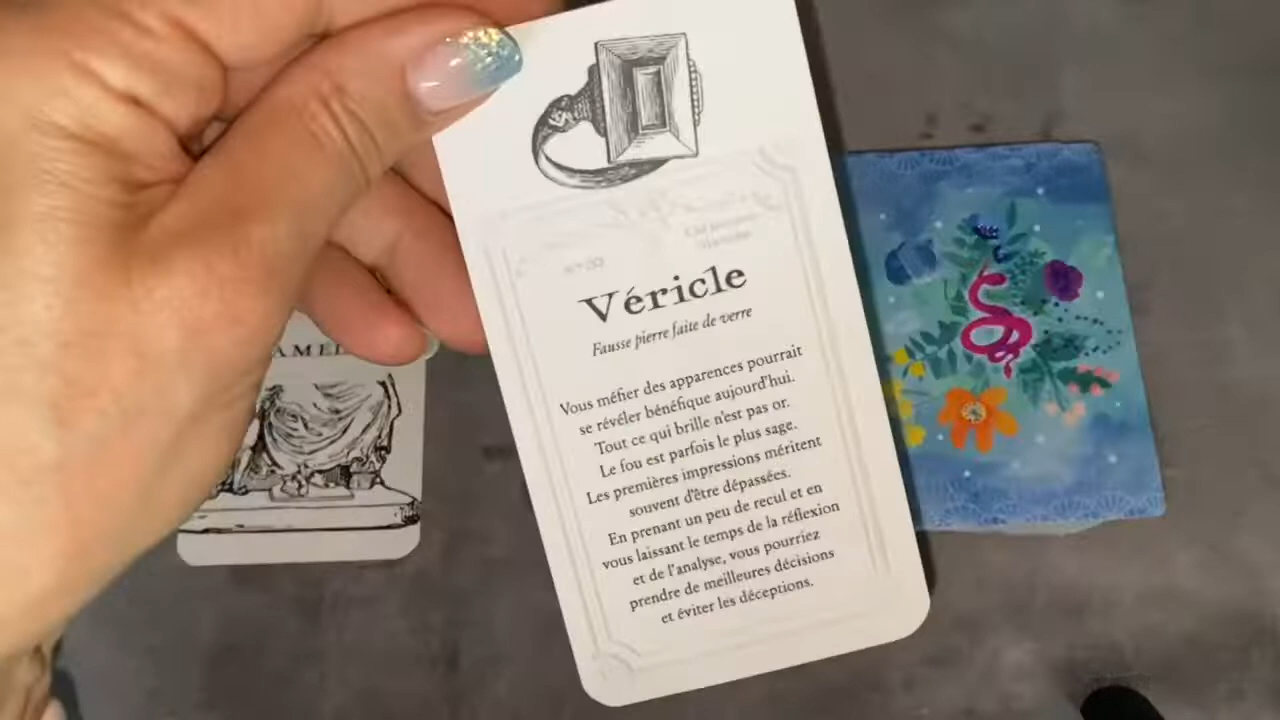 Véricle
Fausse pierre faite de verre
Vous méfier des apparences pourrait
se révéler bénéfique aujourd'hui.
Tout ce qui brille n'est pas or.
Le fou est parfois le plus sage.
Les premières impressions méritent
souvent d'être dépassées.
En prenant un peu de recul et en
vous laissant le temps de la réflexion
et de l'analyse, vous pourriez
prendre de meilleures décisions
et éviter les déceptions.